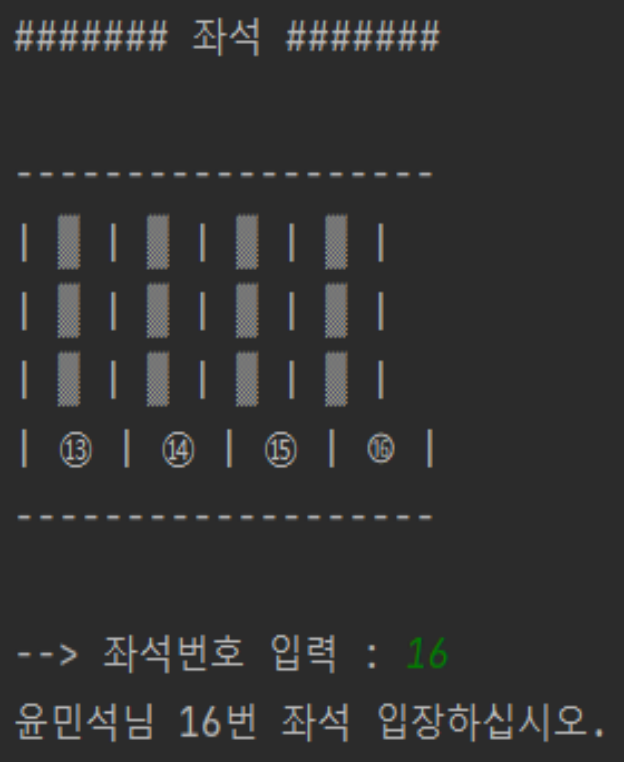 ####### 좌석 #######
-------------------
| ▒ | ▒ | ▒ | ▒ |
| ▒ | ▒ | ▒ | ▒ |
| ▒ | ▒ | ▒ | ▒ |
| ⑬ | ⑭ | ⑮ | ⑯ |
-------------------
--> 좌석번호 입력 : 16
윤민석님 16번 좌석 입장하십시오.